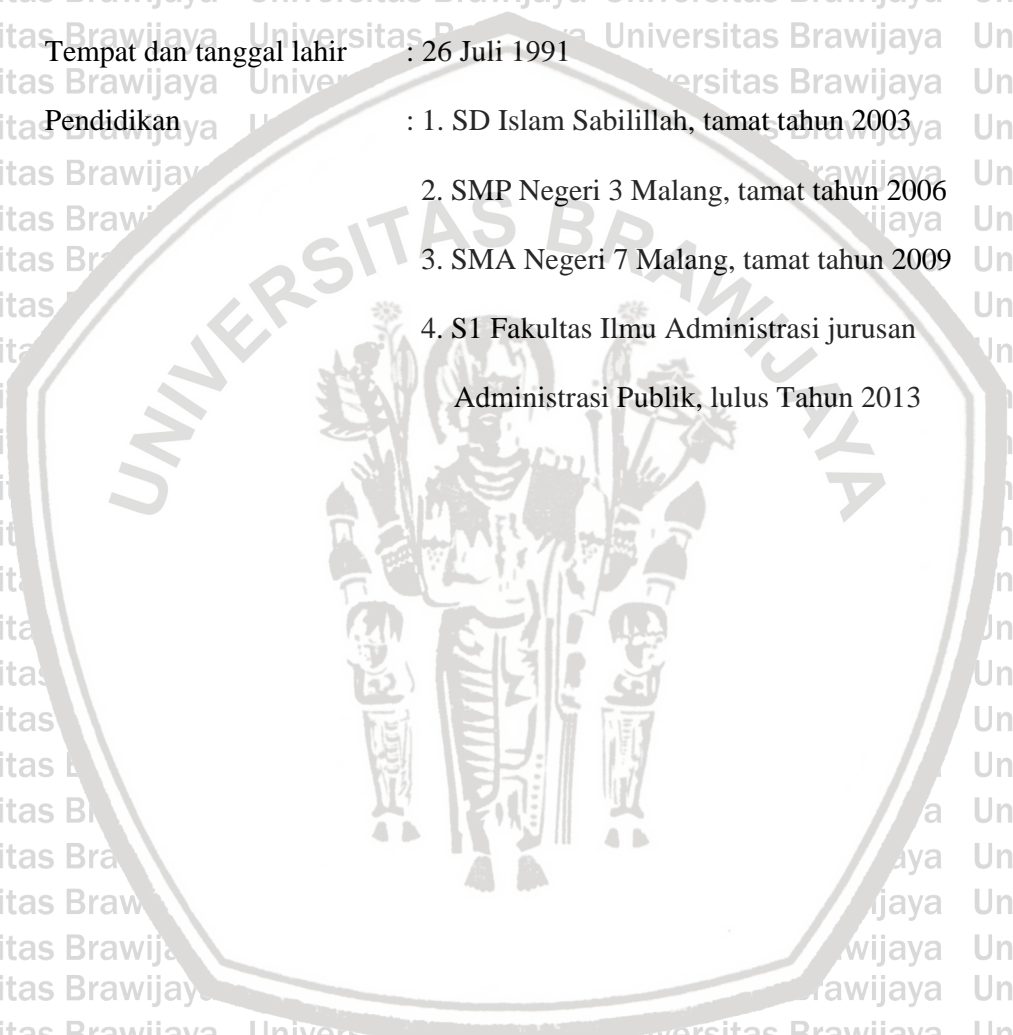 Tempat dan tanggal lahir : 26 Juli 1991
Pendidikan : 1. SD Islam Sabilillah, tamat tahun 2003
2. SMP Negeri 3 Malang, tamat tahun 2006
3. SMA Negeri 7 Malang, tamat tahun 2009
4. S1 Fakultas Ilmu Administrasi jurusan
Administrasi Publik, lulus Tahun 2013
UNIVERSITAS BRAWIJAYA